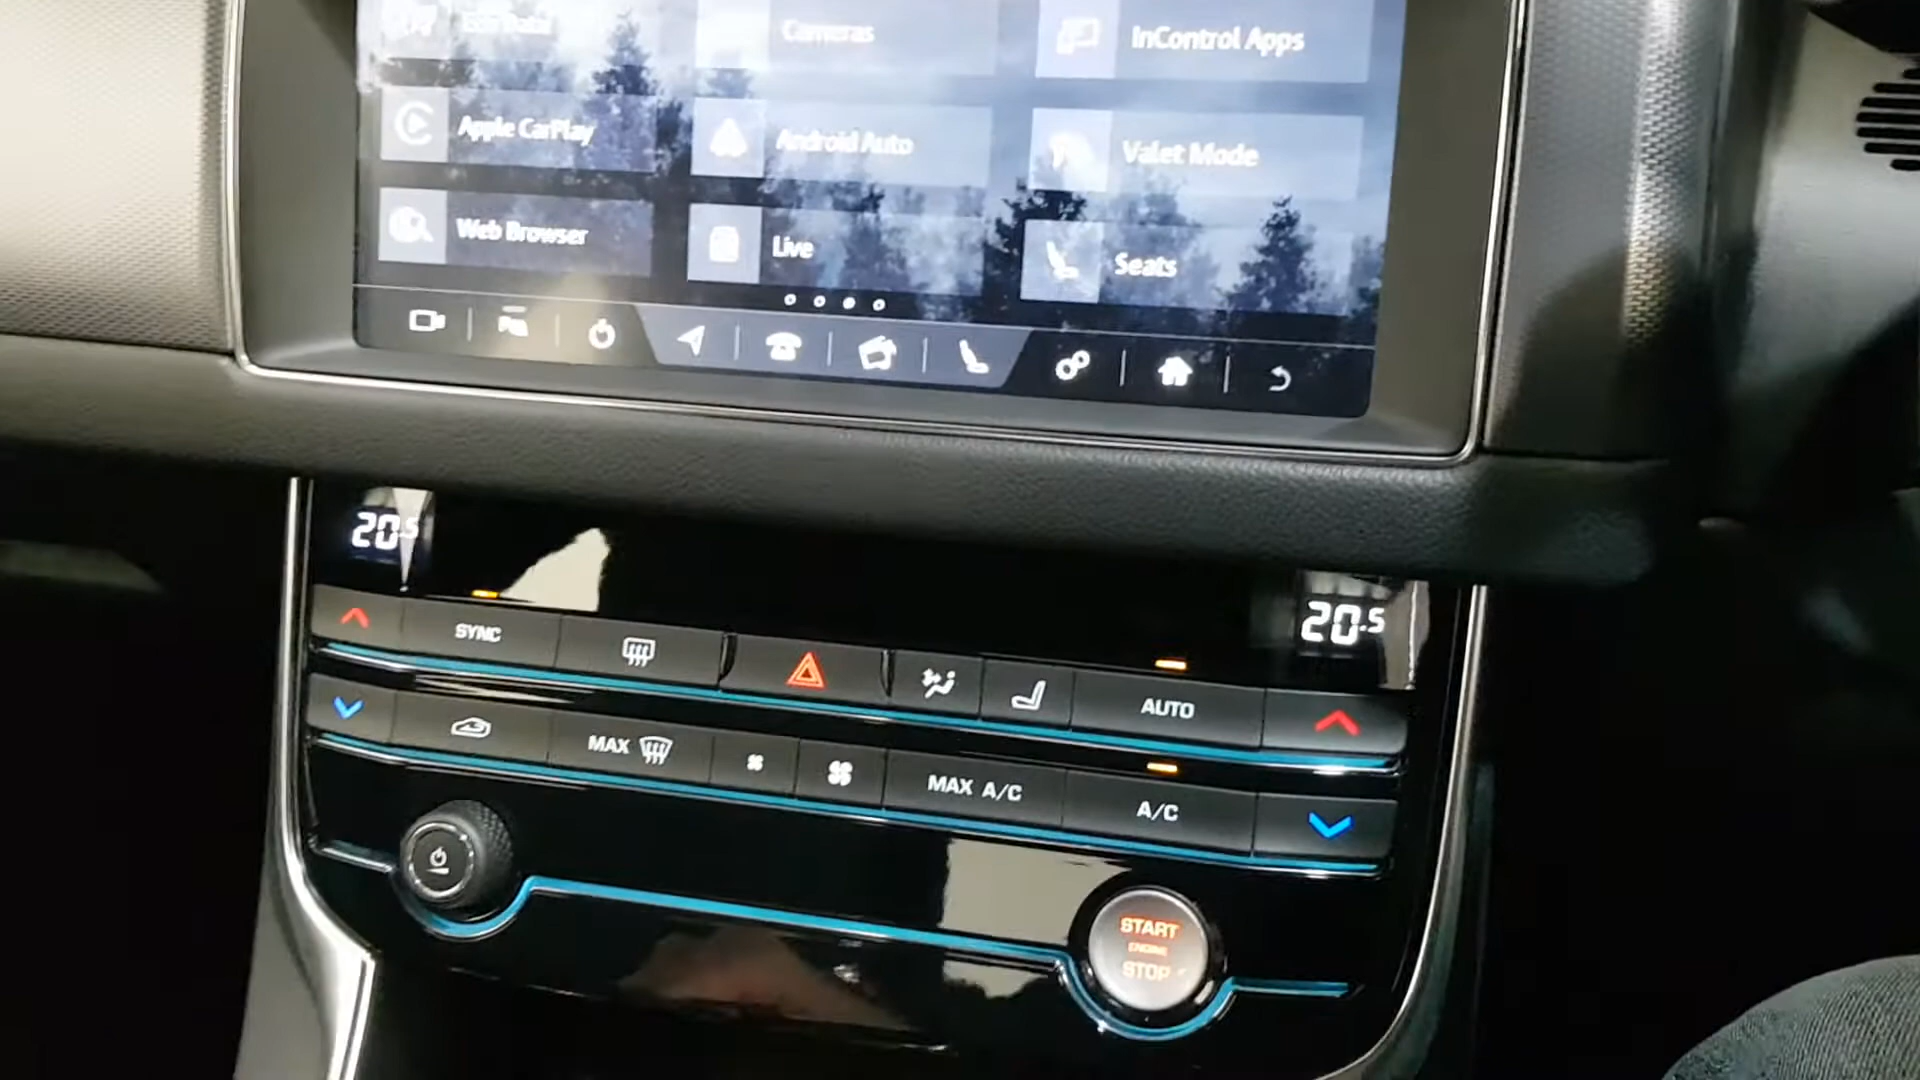 Cameras
InControl Apps
Apple CarPlay
Android Auto
Valet Mode
Web Browser
Live
Seats
20.5
20.5
SYNC
AUTO
MAX
MAX A/C
A/C
START
ENGINE
STOP